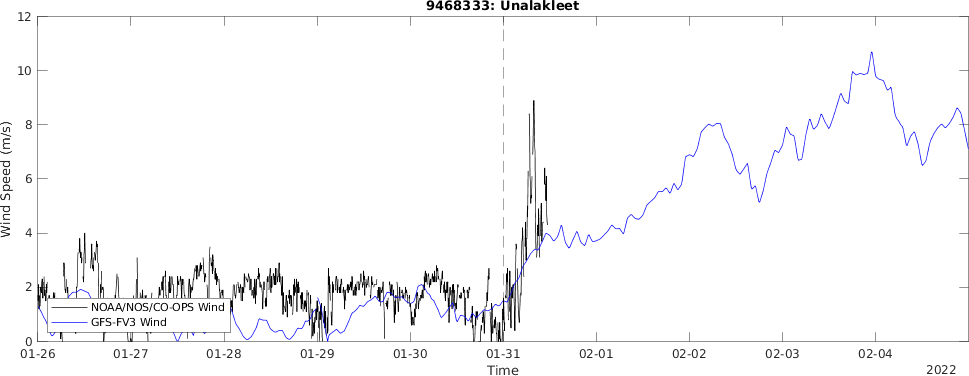 9468333: Unalakleet
Wind Speed (m/s)
12
10
8
6
4
2
0
NOAA/NOS/CO-OPS Wind
GFS-FV3 Wind
01-26 01-27 01-28 01-29 01-30 01-31 02-01 02-02 02-03 02-04
Time
2022